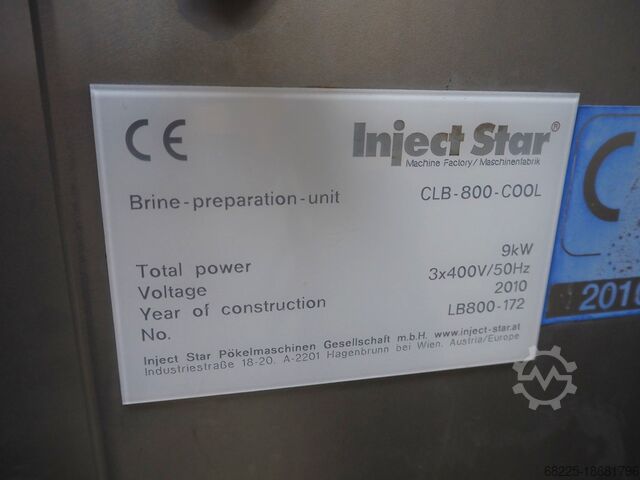 CE
Inject Star®
Machine Factory/Maschinenfabrik
Brine-preparation-unit CLB-800-COOL
Total power 9kW
Voltage 3x400V/50Hz
Year of construction 2010
No. LB800-172
Inject Star Pökelmaschinen Gesellschaft m.b.H. www.inject-star.at
Industriestraße 18-20. A-2201 Hagenbrunn bei Wien. Austria/Europe
2010
68225-18681796